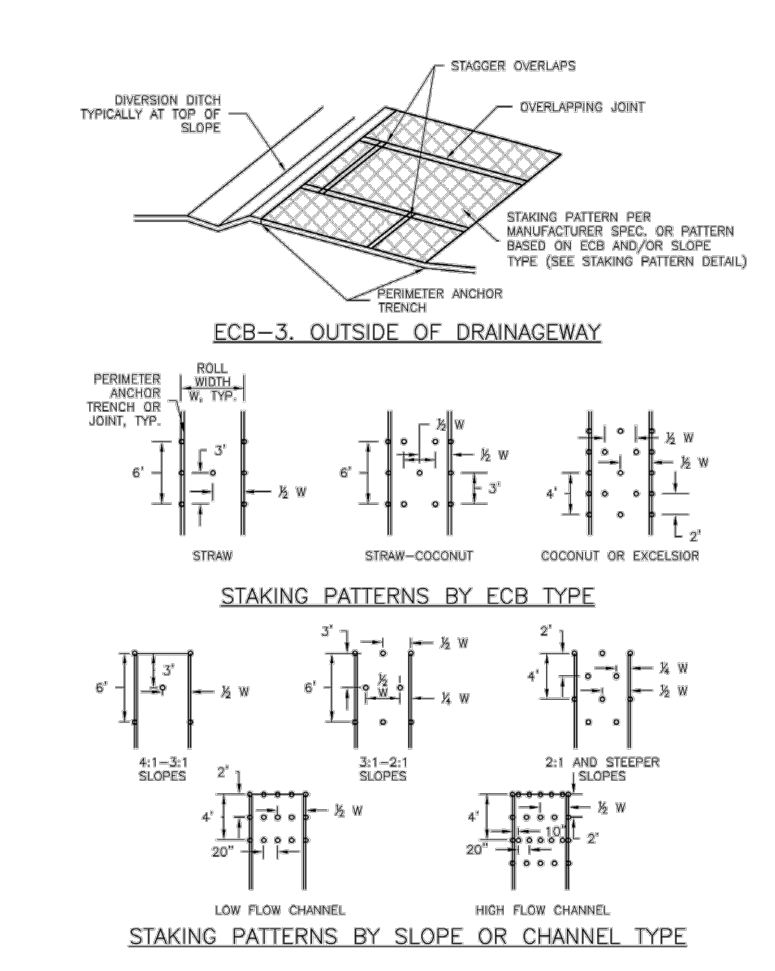 STAGGER OVERLAPS
DIVERSION DITCH
TYPICALLY AT TOP OF
SLOPE
OVERLAPPING JOINT
STAKING PATTERN PER
MANUFACTURER SPEC. OR PATTERN
BASED ON ECB AND/OR SLOPE
TYPE (SEE STAKING PATTERN DETAIL)
PERIMETER ANCHOR
TRENCH
ECB-3. OUTSIDE OF DRAINAGEWAY
PERIMETER
ANCHOR
TRENCH OR
JOINT, TYP.
ROLL
WIDTH
W, TYP.
6'
3'
½ W
STRAW
½ W
½ W
6'
3'
STRAW-COCONUT
½ W
½ W
4'
2'
COCONUT OR EXCELSIOR
STAKING PATTERNS BY ECB TYPE
6'
3'
½ W
4:1-3:1
SLOPES
3'
½ W
6'
½
W
¼ W
3:1-2:1
SLOPES
2'
4'
¼ W
½ W
2:1 AND STEEPER
SLOPES
2'
4'
½ W
20"
LOW FLOW CHANNEL
4'
½ W
10"
2'
20"
HIGH FLOW CHANNEL
STAKING PATTERNS BY SLOPE OR CHANNEL TYPE